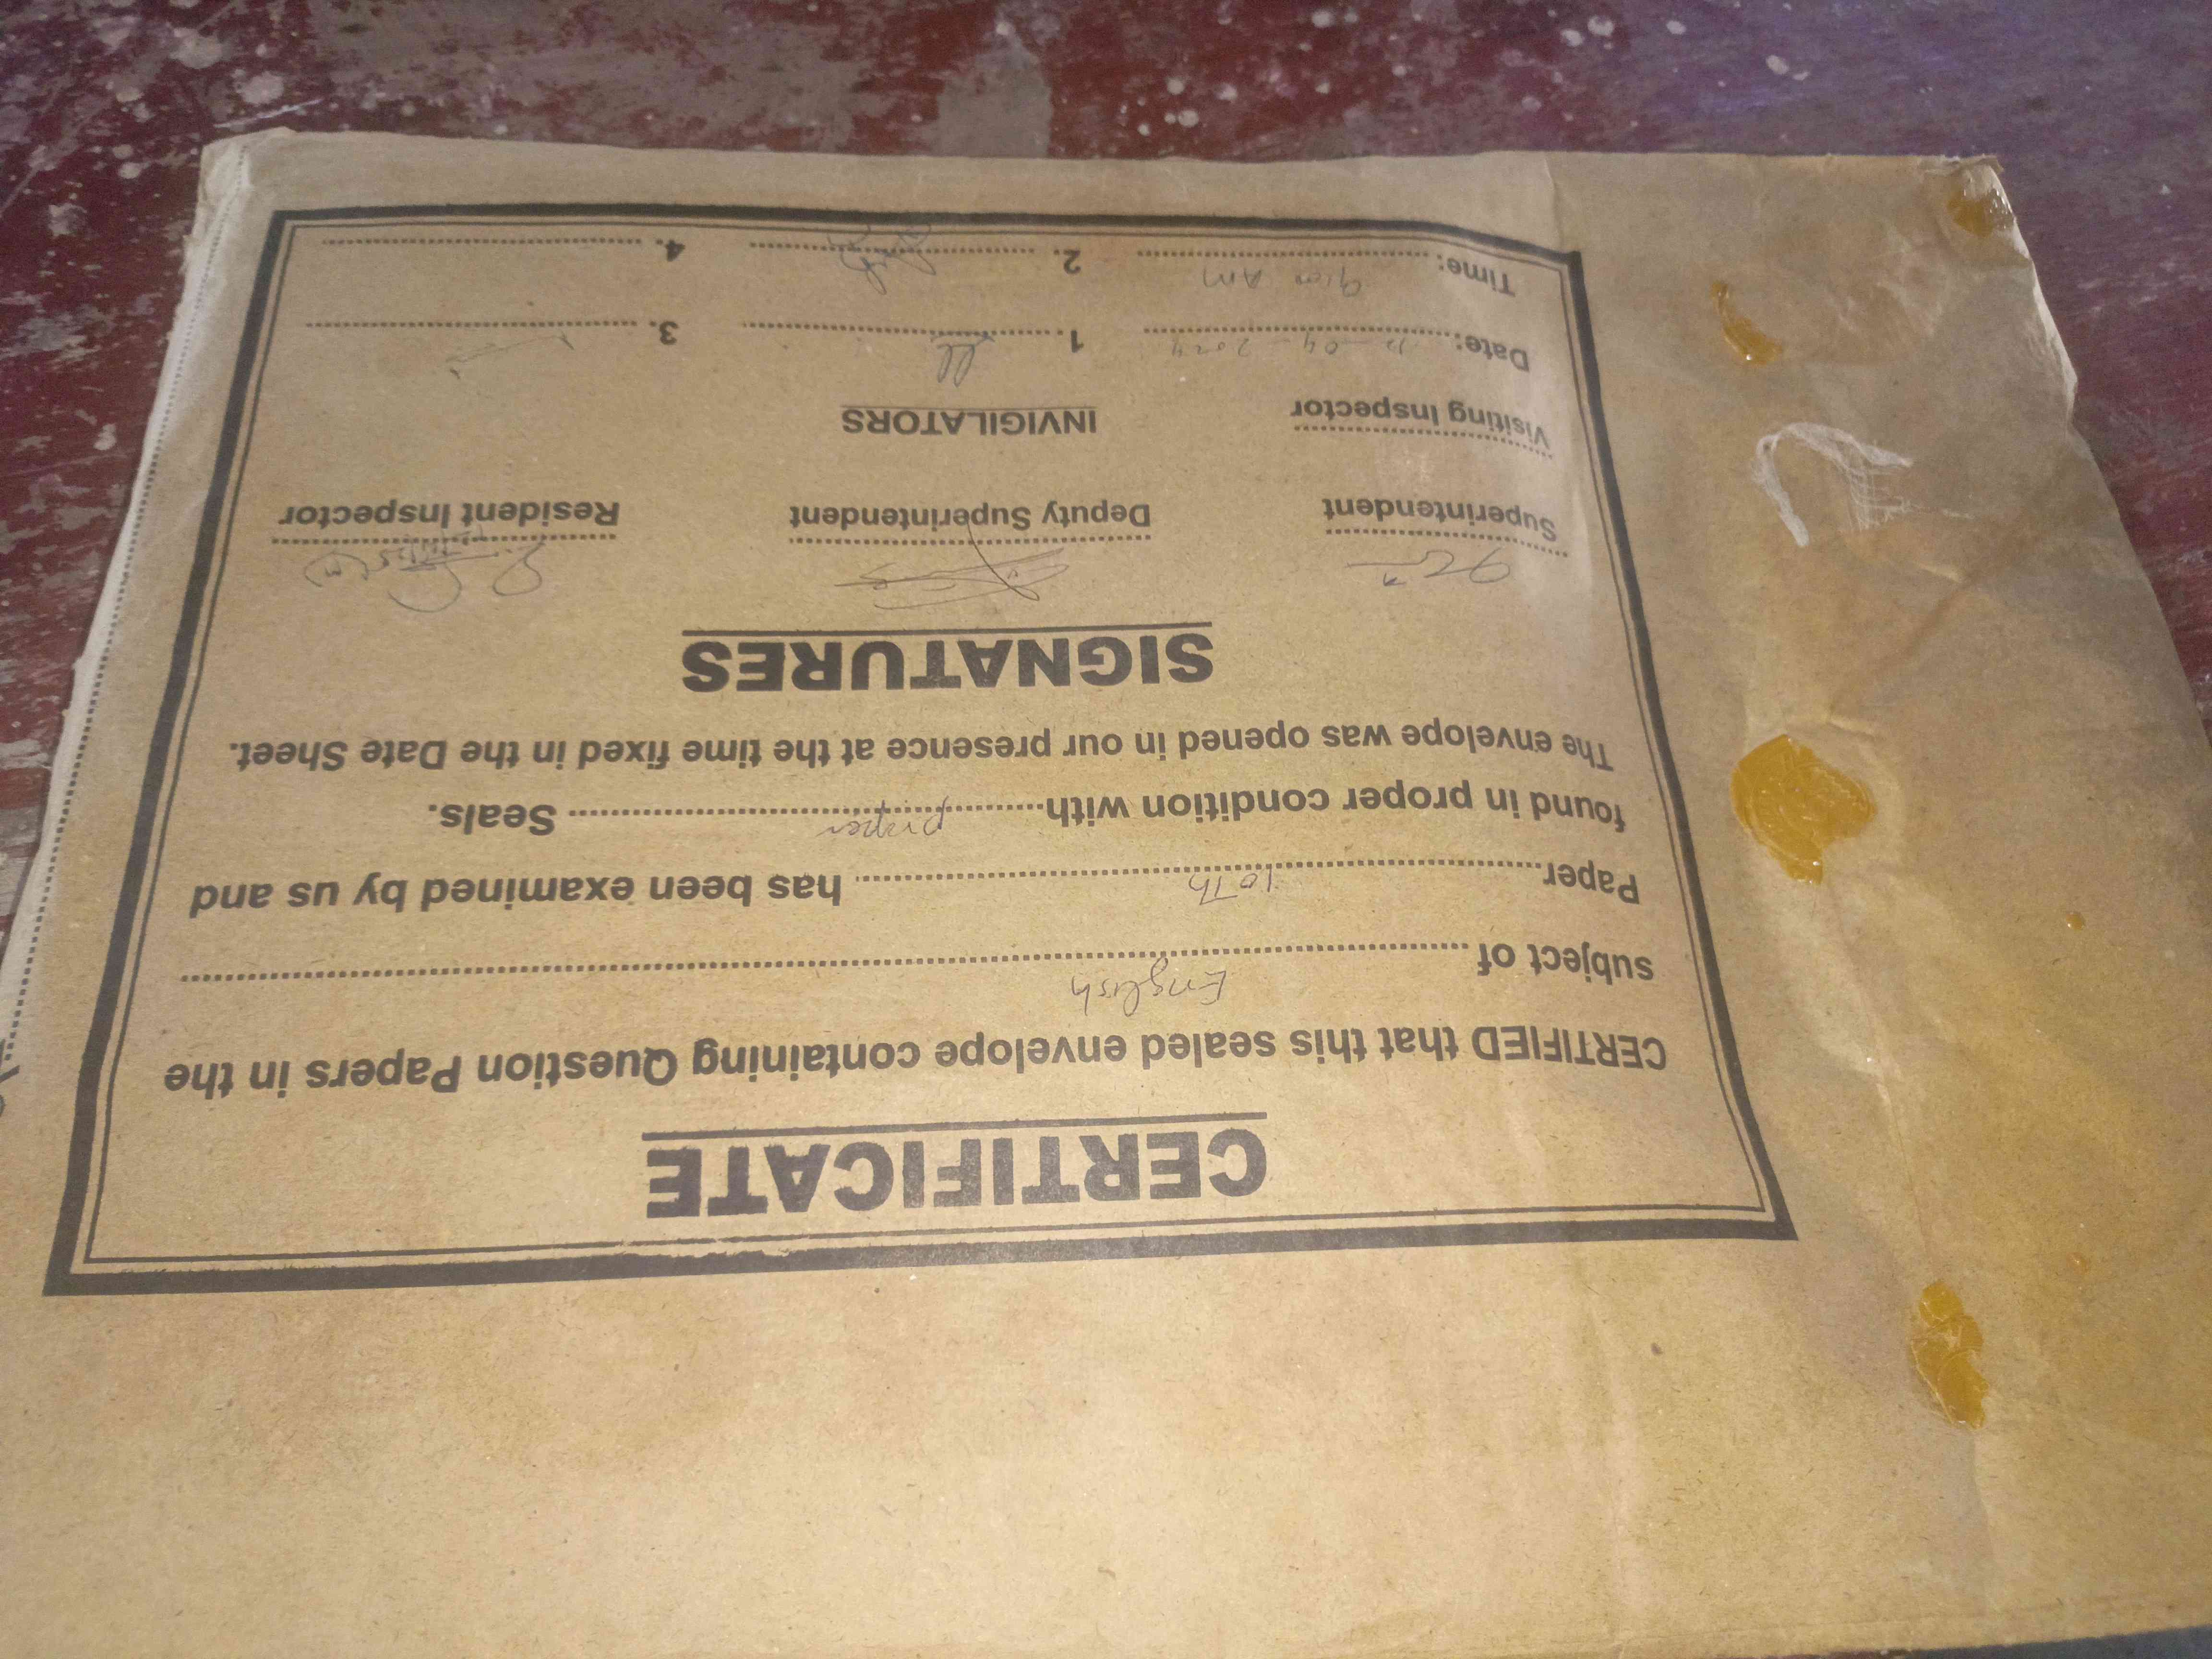 CERTIFICATE
CERTIFIED that this sealed envelope containing Question Papers in the
subject of English
Paper 10Th has been examined by us and
found in proper condition with proper Seals.
The envelope was opened in our presence at the time fixed in the Date Sheet.
SIGNATURES
Superintendent Deputy Superintendent Resident Inspector
Visiting Inspector INVIGILATORS
Date: 04-2024 1. 3.
Time: AM 2. 4.